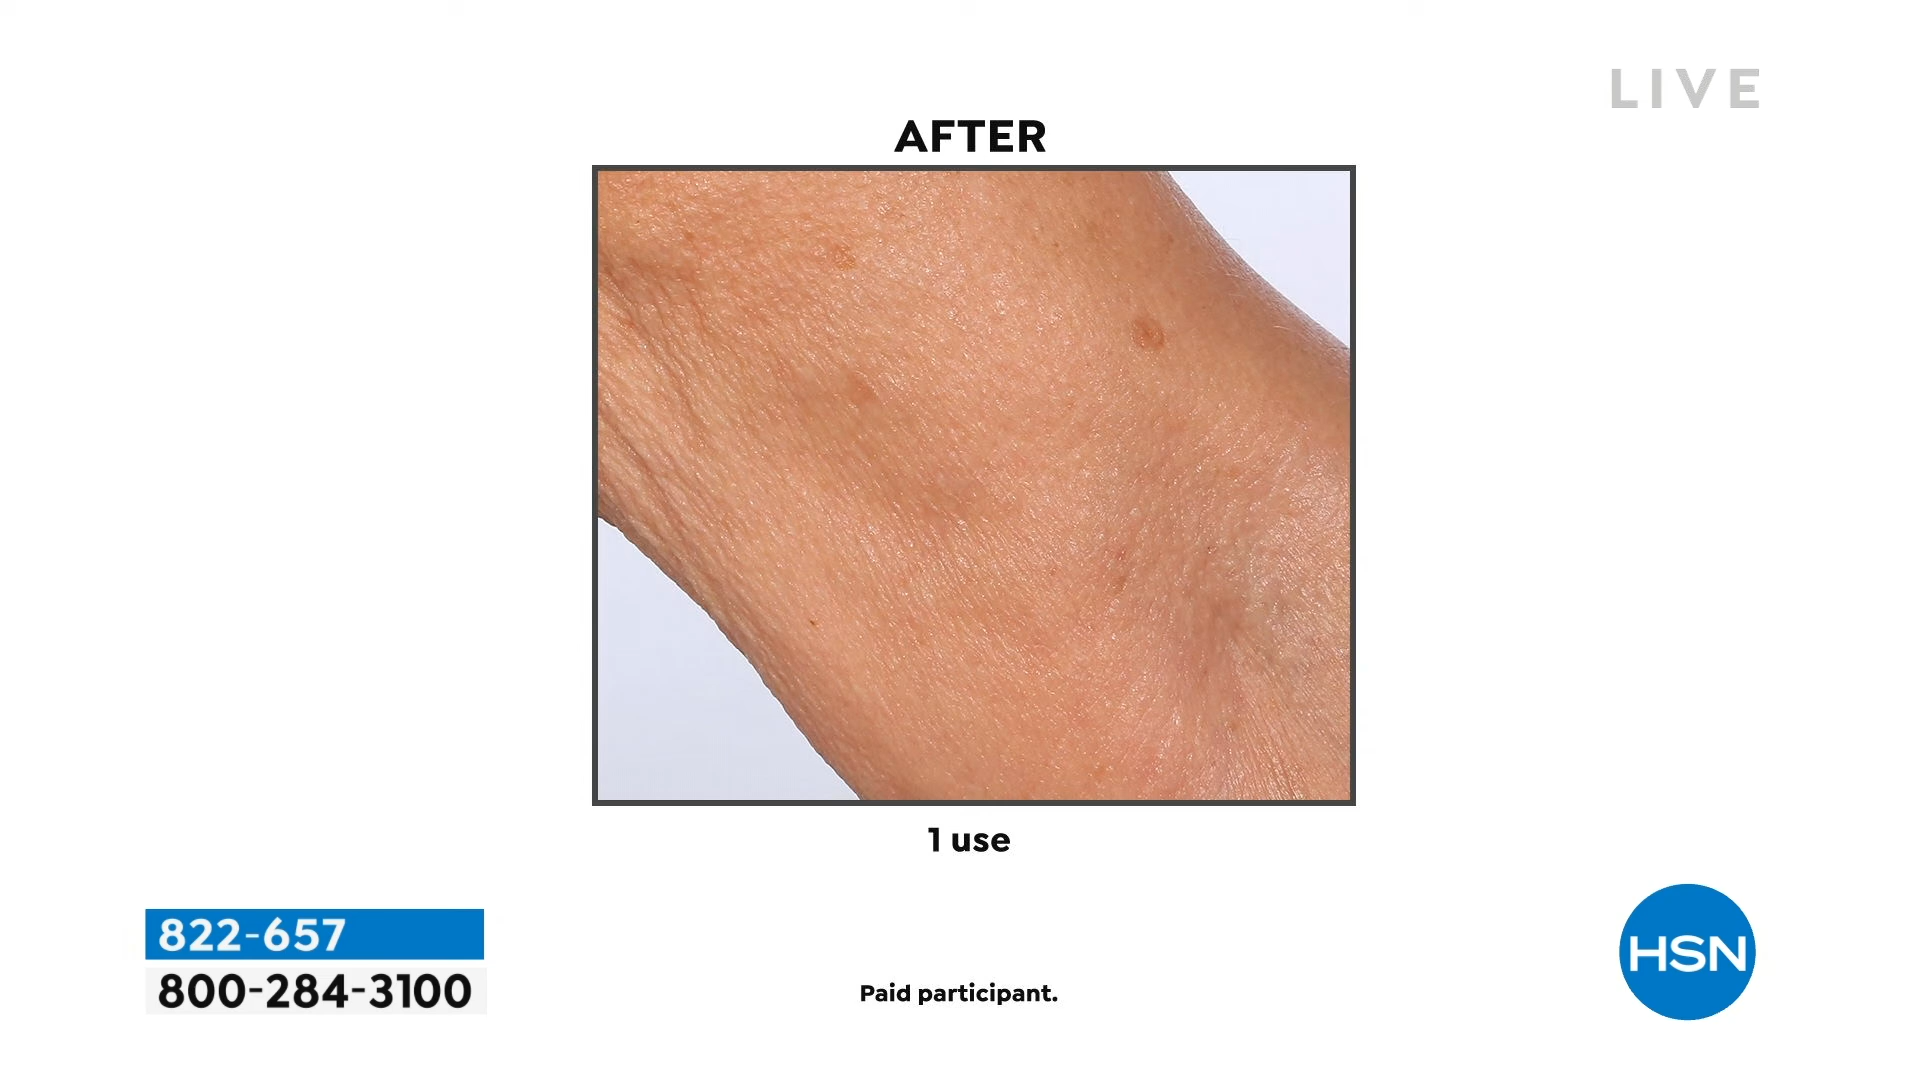 LIVE
AFTER
1 use
822-657
800-284-3100
Paid participant.
HSN